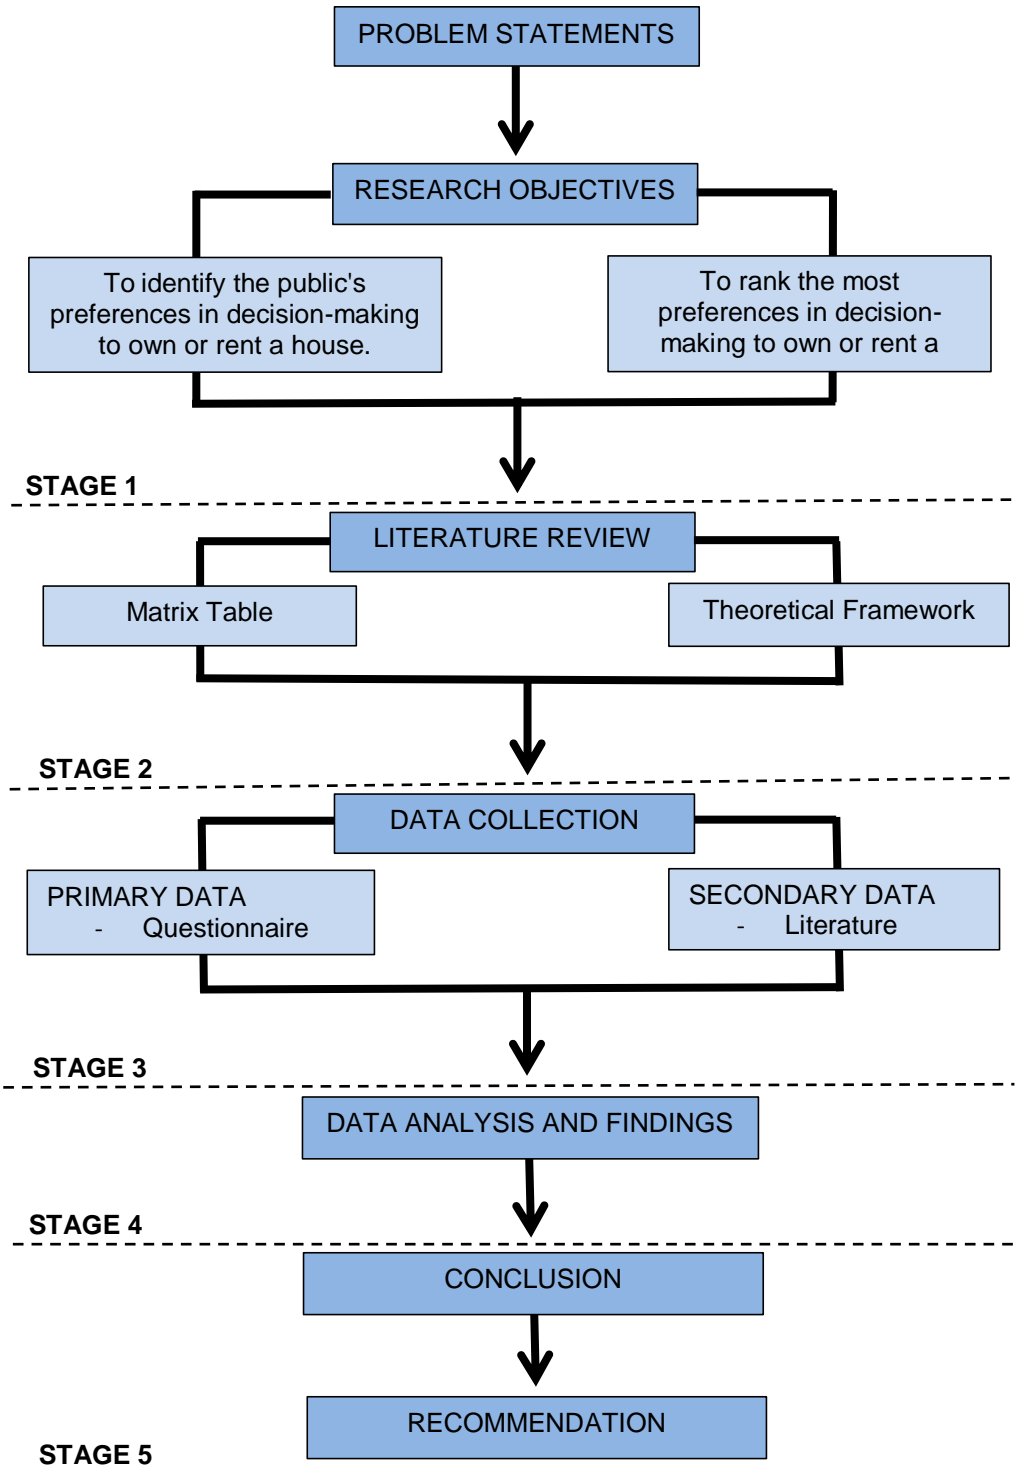 PROBLEM STATEMENTS
RESEARCH OBJECTIVES
To identify the public's
preferences in decision-making
to own or rent a house.
To rank the most
preferences in decision-
making to own or rent a
STAGE 1
LITERATURE REVIEW
Matrix Table
Theoretical Framework
STAGE 2
DATA COLLECTION
PRIMARY DATA
- Questionnaire
SECONDARY DATA
- Literature
STAGE 3
DATA ANALYSIS AND FINDINGS
STAGE 4
CONCLUSION
RECOMMENDATION
STAGE 5